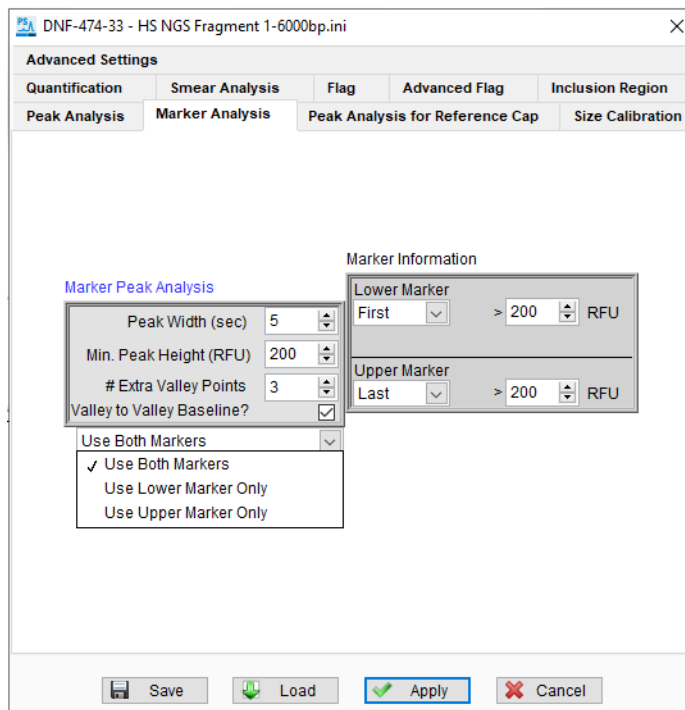 DNF-474-33 - HS NGS Fragment 1-6000bp.ini
Advanced Settings
Quantification Smear Analysis Flag Advanced Flag Inclusion Region
Peak Analysis Marker Analysis Peak Analysis for Reference Cap Size Calibration
Marker Information
Marker Peak Analysis
Lower Marker
First > 200 RFU
Peak Width (sec) 5
Min. Peak Height (RFU) 200
# Extra Valley Points 3
Valley to Valley Baseline?
Upper Marker
Last > 200 RFU
Use Both Markers
✓ Use Both Markers
Use Lower Marker Only
Use Upper Marker Only
Save Load Apply Cancel